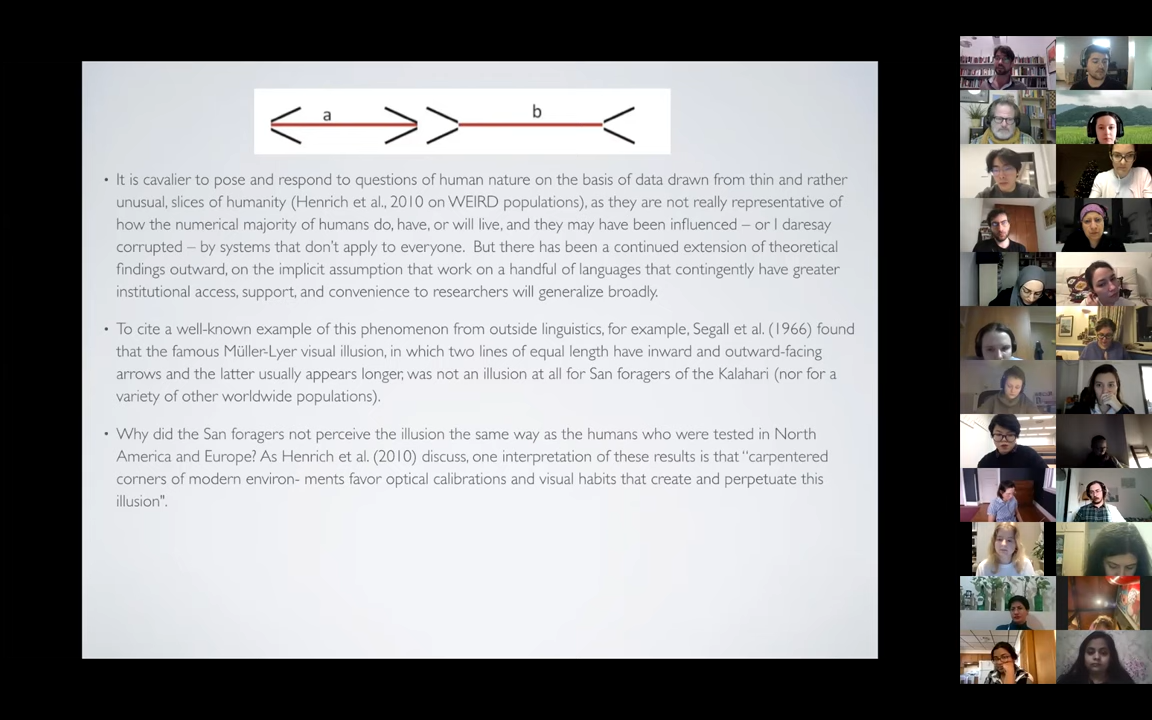 a
b
• It is cavalier to pose and respond to questions of human nature on the basis of data drawn from thin and rather
unusual, slices of humanity (Henrich et al., 2010 on WEIRD populations), as they are not really representative of
how the numerical majority of humans do, have, or will live, and they may have been influenced – or I daresay
corrupted – by systems that don't apply to everyone. But there has been a continued extension of theoretical
findings outward, on the implicit assumption that work on a handful of languages that contingently have greater
institutional access, support, and convenience to researchers will generalize broadly.
• To cite a well-known example of this phenomenon from outside linguistics, for example, Segall et al. (1966) found
that the famous Müller-Lyer visual illusion, in which two lines of equal length have inward and outward-facing
arrows and the latter usually appears longer, was not an illusion at all for San foragers of the Kalahari (nor for a
variety of other worldwide populations).
• Why did the San foragers not perceive the illusion the same way as the humans who were tested in North
America and Europe? As Henrich et al. (2010) discuss, one interpretation of these results is that “carpentered
corners of modern environ- ments favor optical calibrations and visual habits that create and perpetuate this
illusion".